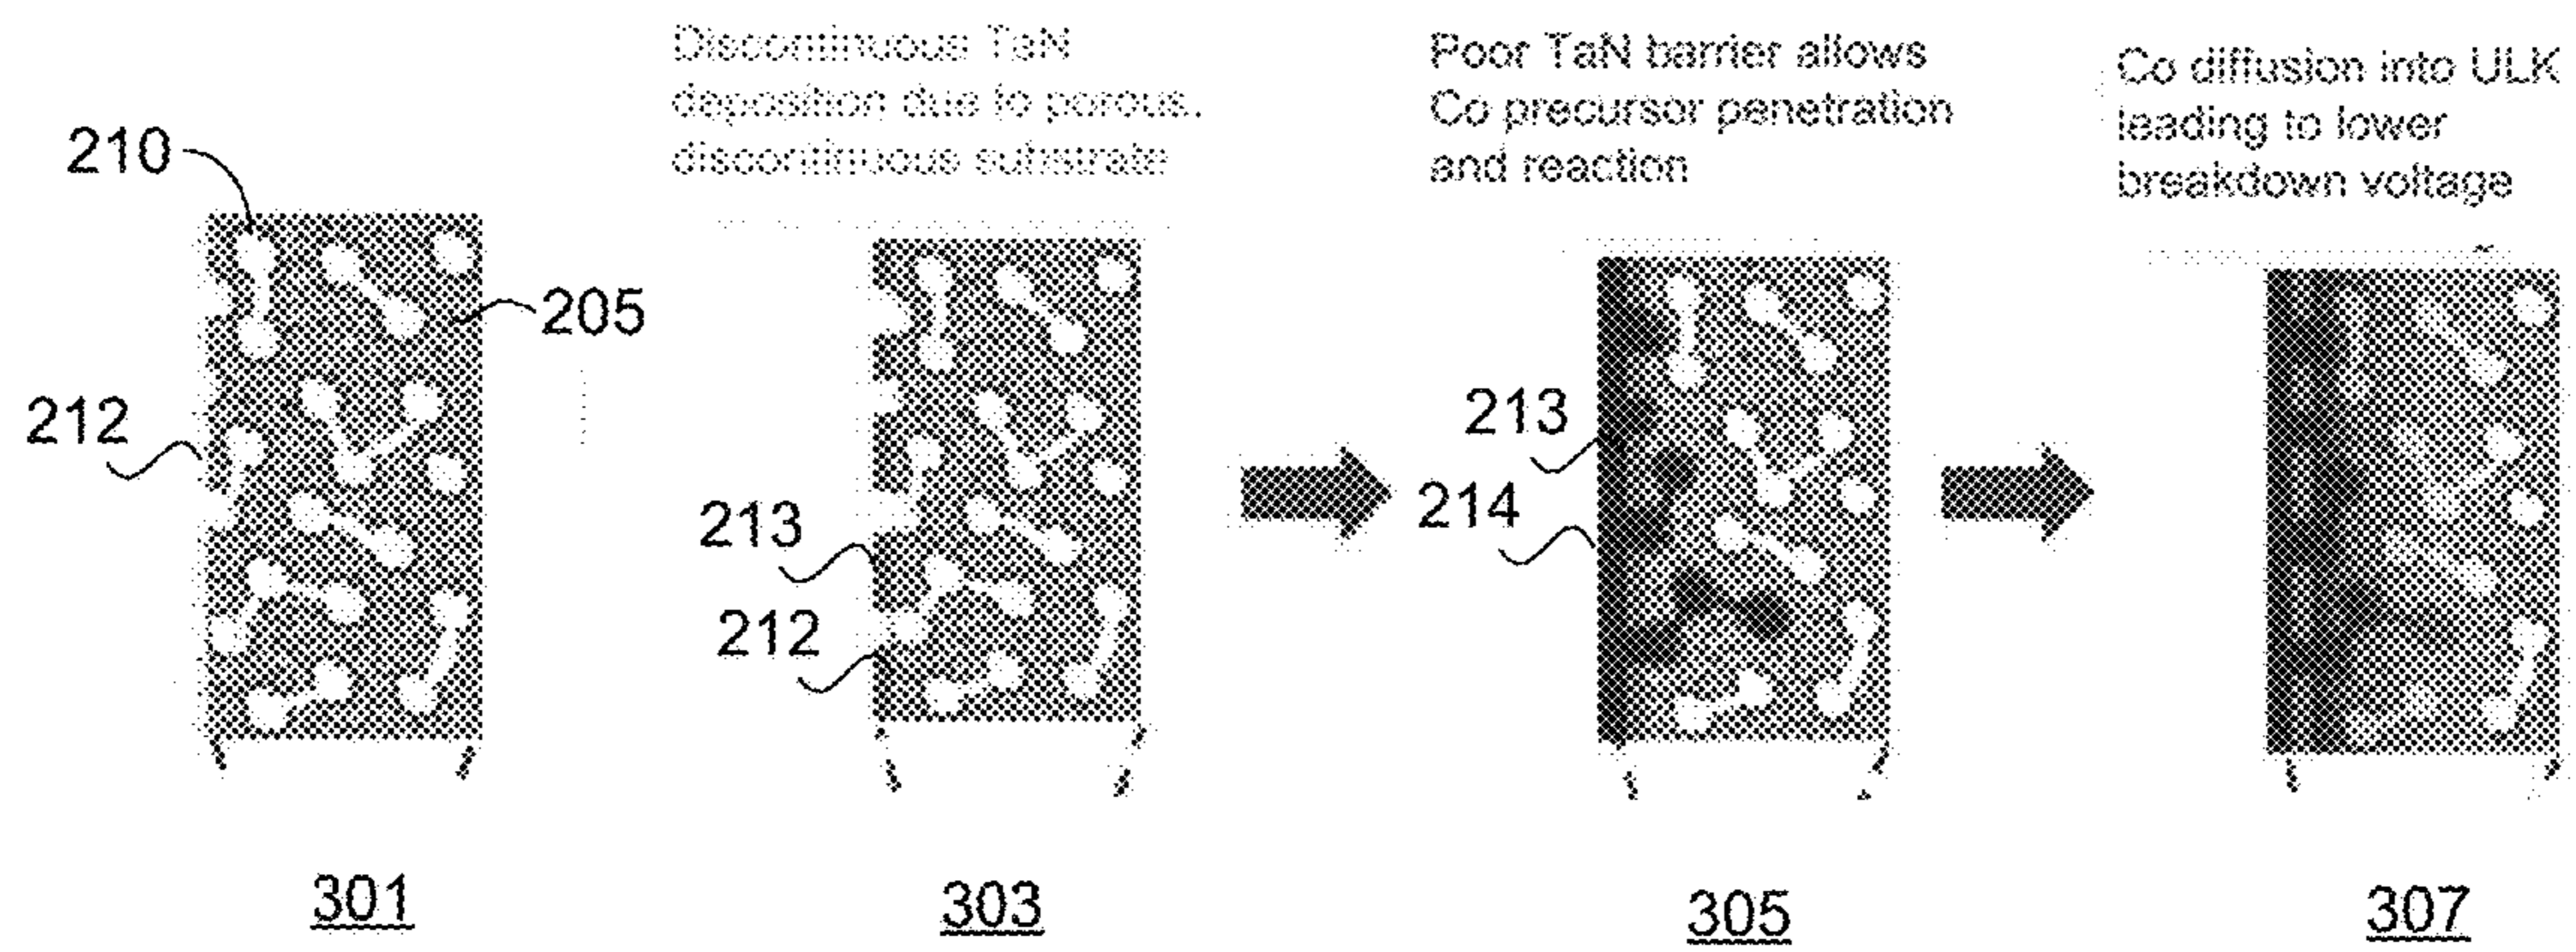 Discontinuous TaN
deposition due to porous,
discontinuous substrate
Poor TaN barrier allows
Co precursor penetration
and reaction
Co diffusion into ULK
leading to lower
breakdown voltage
210
205
212
213
212
213
214
301
303
305
307